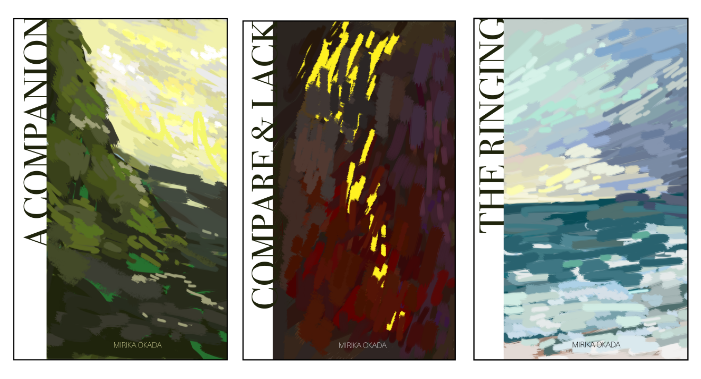 A COMPANION
MIRIKA OKADA
COMPARE & LACK
MIRIKA OKADA
THE RINGING
MIRIKA OKADA